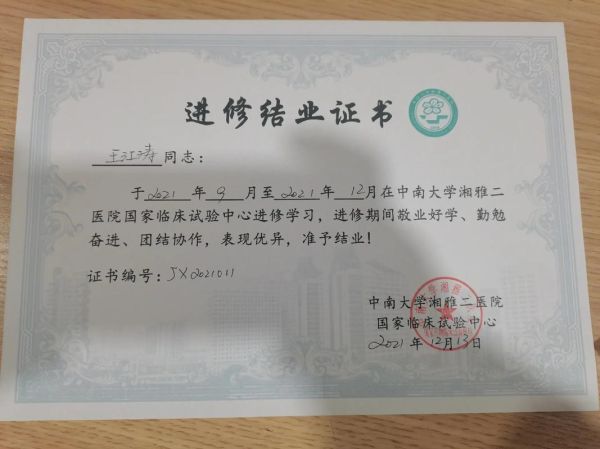 进修结业证书
王江涛同志：
于2021年9月至2021年12月在中南大学湘雅二
医院国家临床试验中心进修学习，进修期间敬业好学、勤勉
奋进、团结协作，表现优异，准予结业！
证书编号：JX2021011
中南大学湘雅二医院
国家临床试验中心
2021年12月13日